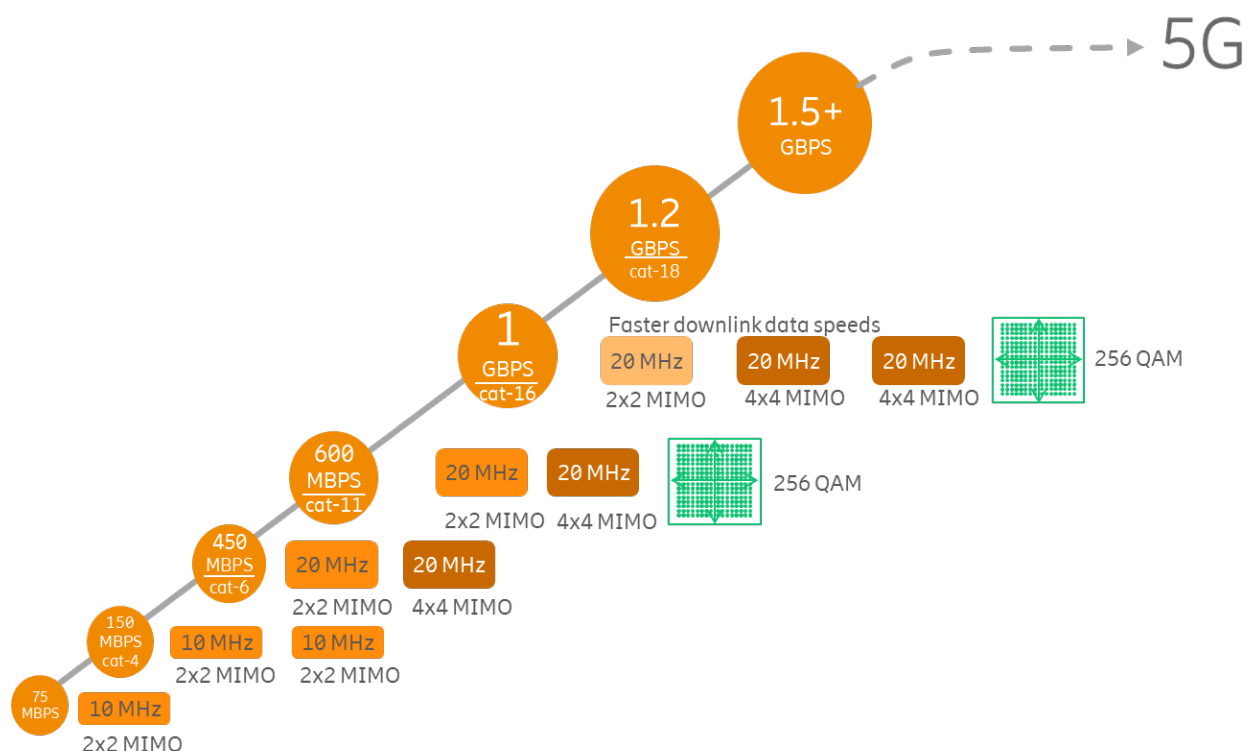 5G
1.5+
GBPS
1.2
GBPS
cat-18
1
GBPS
cat-16
Faster downlink data speeds
20 MHz 20 MHz 20 MHz
2x2 MIMO 4x4 MIMO 4x4 MIMO
256 QAM
600
MBPS
cat-11
20 MHz 20 MHz
2x2 MIMO 4x4 MIMO
256 QAM
450
MBPS
cat-6
20 MHz 20 MHz
2x2 MIMO 4x4 MIMO
150
MBPS
cat-4
10 MHz 10 MHz
2x2 MIMO 2x2 MIMO
75
MBPS
10 MHz
2x2 MIMO